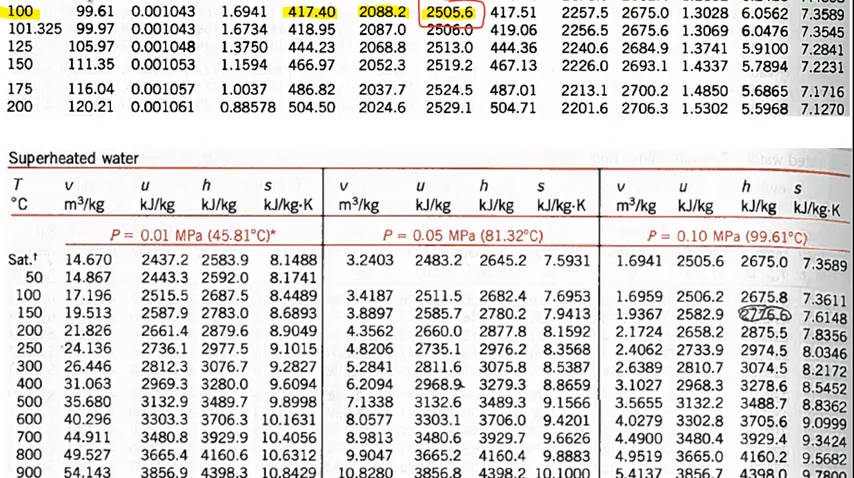 100 99.61 0.001043 1.6941 417.40 2088.2 2505.6 417.51 2257.5 2675.0 1.3028 6.0562 7.3589
101.325 99.97 0.001043 1.6734 418.95 2087.0 2506.0 419.06 2256.5 2675.6 1.3069 6.0476 7.3545
125 105.97 0.001048 1.3750 444.23 2068.8 2513.0 444.36 2240.6 2684.9 1.3741 5.9100 7.2841
150 111.35 0.001053 1.1594 466.97 2052.3 2519.2 467.13 2226.0 2693.1 1.4337 5.7894 7.2231
175 116.04 0.001057 1.0037 486.82 2037.7 2524.5 487.01 2213.1 2700.2 1.4850 5.6865 7.1716
200 120.21 0.001061 0.88578 504.50 2024.6 2529.1 504.71 2201.6 2706.3 1.5302 5.5968 7.1270
Superheated water
T v u h s v u h s v u h s
°C m³/kg kJ/kg kJ/kg kJ/kg·K m³/kg kJ/kg kJ/kg kJ/kg·K m³/kg kJ/kg kJ/kg kJ/kg·K
P = 0.01 MPa (45.81°C)* P = 0.05 MPa (81.32°C) P = 0.10 MPa (99.61°C)
Sat.† 14.670 2437.2 2583.9 8.1488 3.2403 2483.2 2645.2 7.5931 1.6941 2505.6 2675.0 7.3589
50 14.867 2443.3 2592.0 8.1741
100 17.196 2515.5 2687.5 8.4489 3.4187 2511.5 2682.4 7.6953 1.6959 2506.2 2675.8 7.3611
150 19.513 2587.9 2783.0 8.6893 3.8897 2585.7 2780.2 7.9413 1.9367 2582.9 2776.6 7.6148
200 21.826 2661.4 2879.6 8.9049 4.3562 2660.0 2877.8 8.1592 2.1724 2658.2 2875.5 7.8356
250 24.136 2736.1 2977.5 9.1015 4.8206 2735.1 2976.2 8.3568 2.4062 2733.9 2974.5 8.0346
300 26.446 2812.3 3076.7 9.2827 5.2841 2811.6 3075.8 8.5387 2.6389 2810.7 3074.5 8.2172
400 31.063 2969.3 3280.0 9.6094 6.2094 2968.9 3279.3 8.8659 3.1027 2968.3 3278.6 8.5452
500 35.680 3132.9 3489.7 9.8998 7.1338 3132.6 3489.3 9.1566 3.5655 3132.2 3488.7 8.8362
600 40.296 3303.3 3706.3 10.1631 8.0577 3303.1 3706.0 9.4201 4.0279 3302.8 3705.6 9.0999
700 44.911 3480.8 3929.9 10.4056 8.9813 3480.6 3929.7 9.6626 4.4900 3480.4 3929.4 9.3424
800 49.527 3665.4 4160.6 10.6312 9.9047 3665.2 4160.4 9.8883 4.9519 3665.0 4160.2 9.5682
900 54.143 3856.9 4398.3 10.8429 10.8280 3856.8 4398.2 10.1000 5.4137 3856.7 4398.0 9.7800